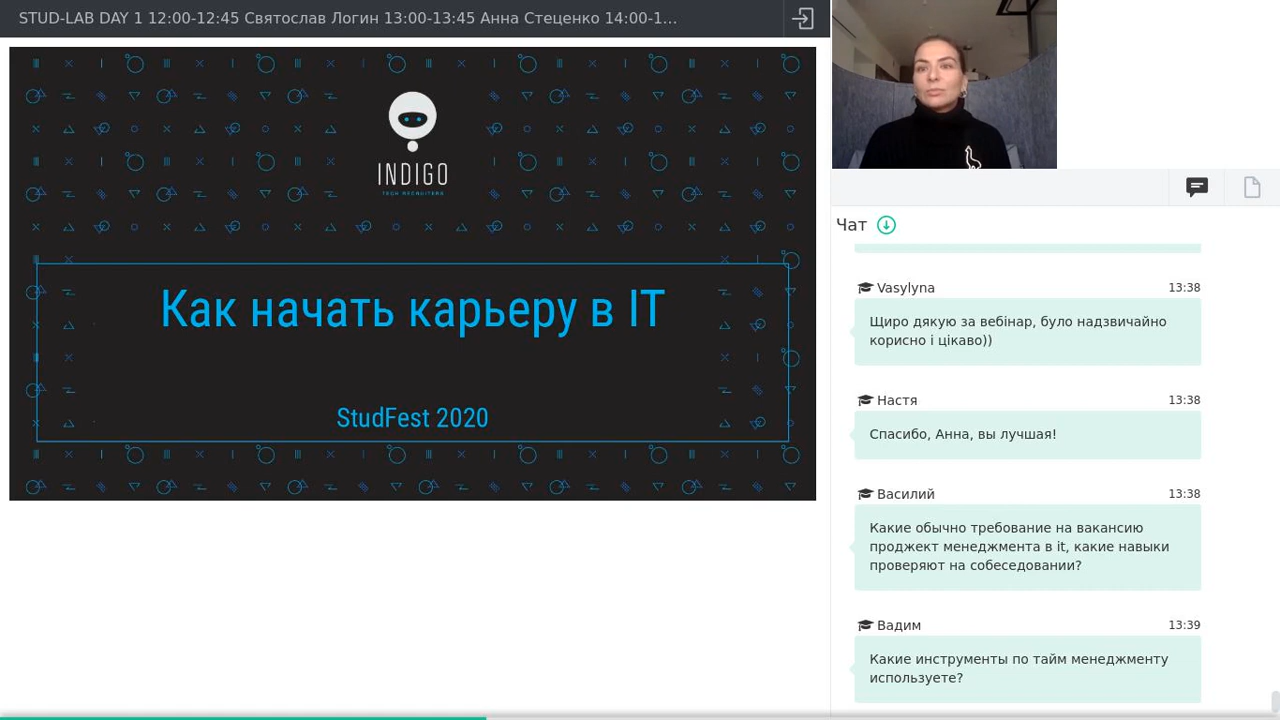 STUD-LAB DAY 1 12:00-12:45 Святослав Логин 13:00-13:45 Анна Стеценко 14:00-1...
INDIGO
TECH RECRUITERS
Как начать карьеру в IT
StudFest 2020
Чат
Vasylyna 13:38
Щиро дякую за вебінар, було надзвичайно
корисно і цікаво))
Настя 13:38
Спасибо, Анна, вы лучшая!
Василий 13:38
Какие обычно требование на вакансию
проджект менеджмента в it, какие навыки
проверяют на собеседовании?
Вадим 13:39
Какие инструменты по тайм менеджменту
используете?